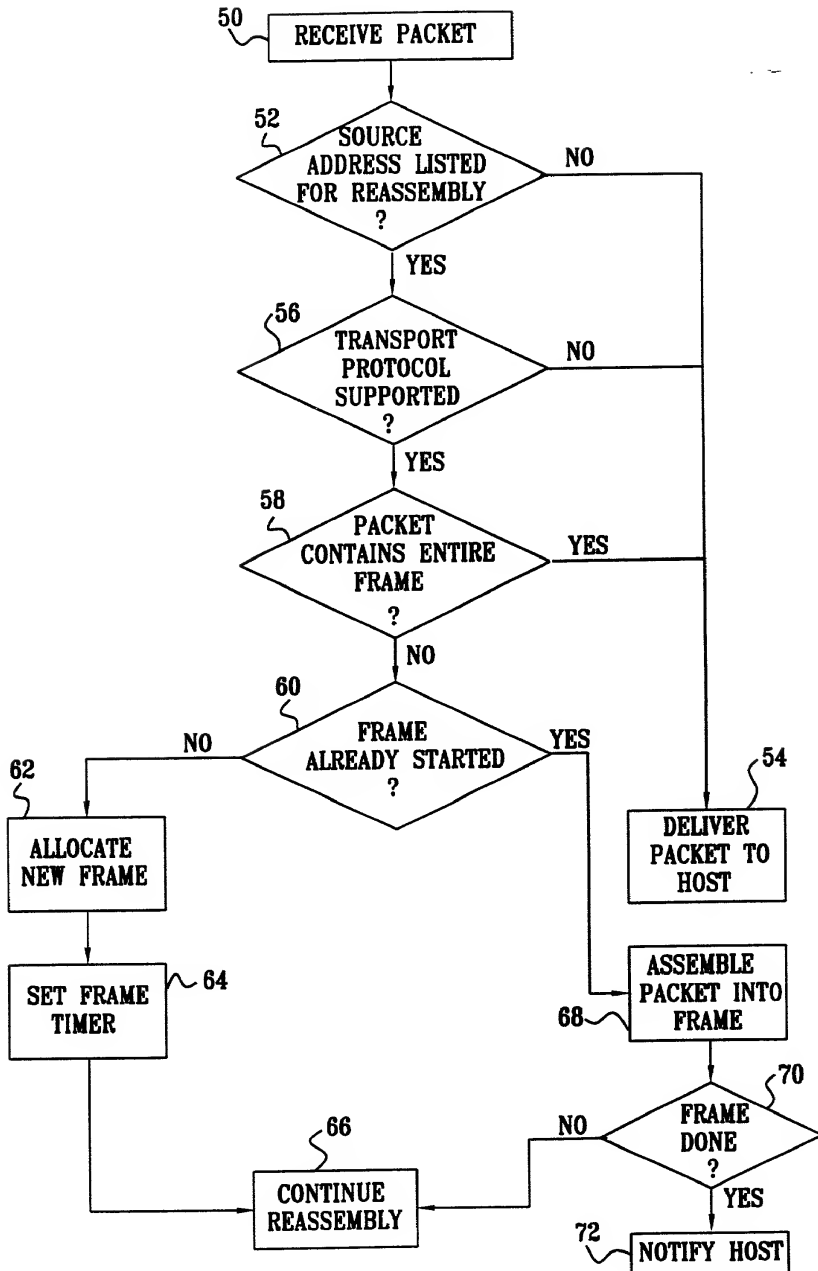 50
RECEIVE PACKET
52
SOURCE
ADDRESS LISTED
FOR REASSEMBLY
?
NO
YES
56
TRANSPORT
PROTOCOL
SUPPORTED
?
NO
YES
58
PACKET
CONTAINS ENTIRE
FRAME
?
YES
NO
60
FRAME
ALREADY STARTED
?
NO
YES
62
ALLOCATE
NEW FRAME
54
DELIVER
PACKET TO
HOST
SET FRAME
TIMER
64
ASSEMBLE
PACKET INTO
FRAME
68
70
FRAME
DONE
?
NO
YES
66
CONTINUE
REASSEMBLY
72
NOTIFY HOST